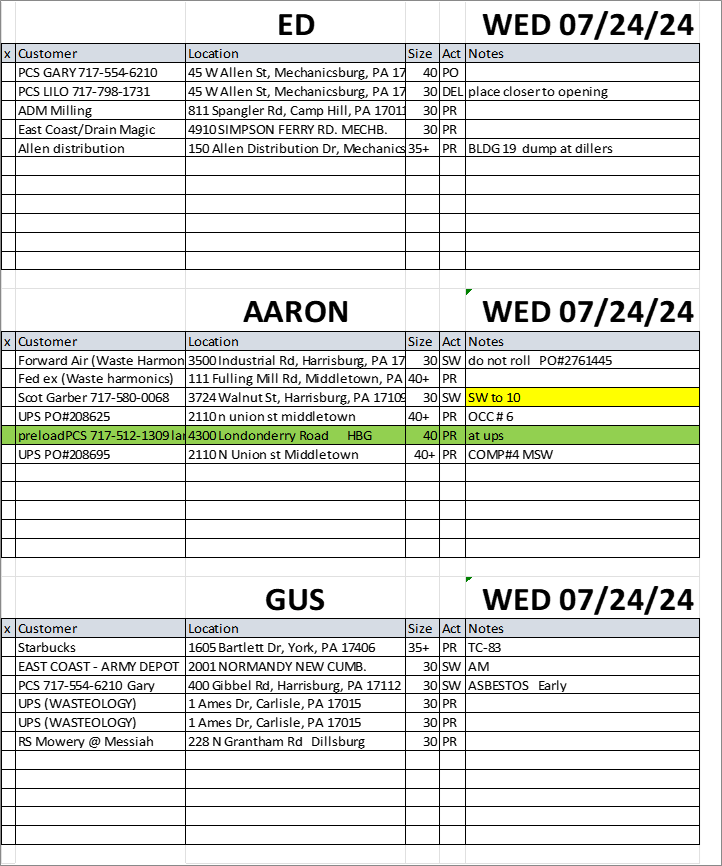 ED WED 07/24/24
x Customer Location Size Act Notes
PCS GARY 717-554-6210 45 W Allen St, Mechanicsburg, PA 17 40 PO
PCS LILO 717-798-1731 45 W Allen St, Mechanicsburg, PA 17 30 DEL place closer to opening
ADM Milling 811 Spangler Rd, Camp Hill, PA 17011 30 PR
East Coast/Drain Magic 4910 SIMPSON FERRY RD. MECHB. 30 PR
Allen distribution 150 Allen Distribution Dr, Mechanics 35+ PR BLDG 19 dump at dillers
AARON WED 07/24/24
x Customer Location Size Act Notes
Forward Air (Waste Harmon 3500 Industrial Rd, Harrisburg, PA 17 30 SW do not roll PO#2761445
Fed ex (Waste harmonics) 111 Fulling Mill Rd, Middletown, PA 40+ PR
Scot Garber 717-580-0068 3724 Walnut St, Harrisburg, PA 17109 30 SW SW to 10
UPS PO#208625 2110 n union st middletown 40+ PR OCC # 6
preloadPCS 717-512-1309 lar 4300 Londonderry Road HBG 40 PR at ups
UPS PO#208695 2110 N Union st Middletown 40+ PR COMP#4 MSW
GUS WED 07/24/24
x Customer Location Size Act Notes
Starbucks 1605 Bartlett Dr, York, PA 17406 35+ PR TC-83
EAST COAST - ARMY DEPOT 2001 NORMANDY NEW CUMB. 30 SW AM
PCS 717-554-6210 Gary 400 Gibbel Rd, Harrisburg, PA 17112 30 SW ASBESTOS Early
UPS (WASTEOLOGY) 1 Ames Dr, Carlisle, PA 17015 30 PR
UPS (WASTEOLOGY) 1 Ames Dr, Carlisle, PA 17015 30 PR
RS Mowery @ Messiah 228 N Grantham Rd Dillsburg 30 PR